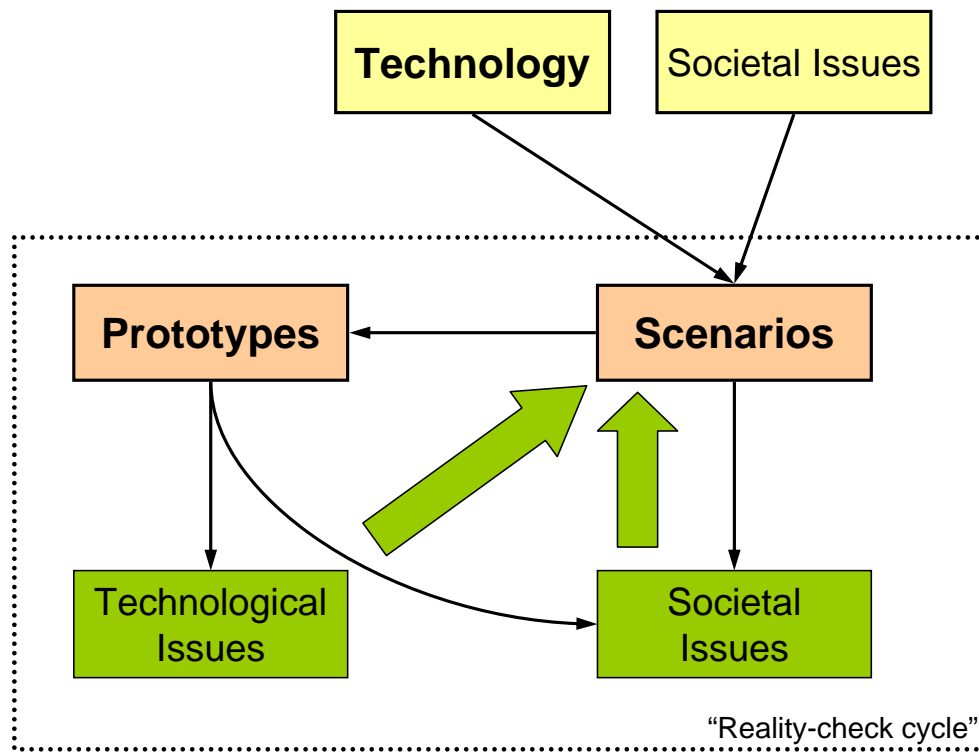 Technology
Societal Issues
Prototypes
Scenarios
Technological
Issues
Societal
Issues
“Reality-check cycle”